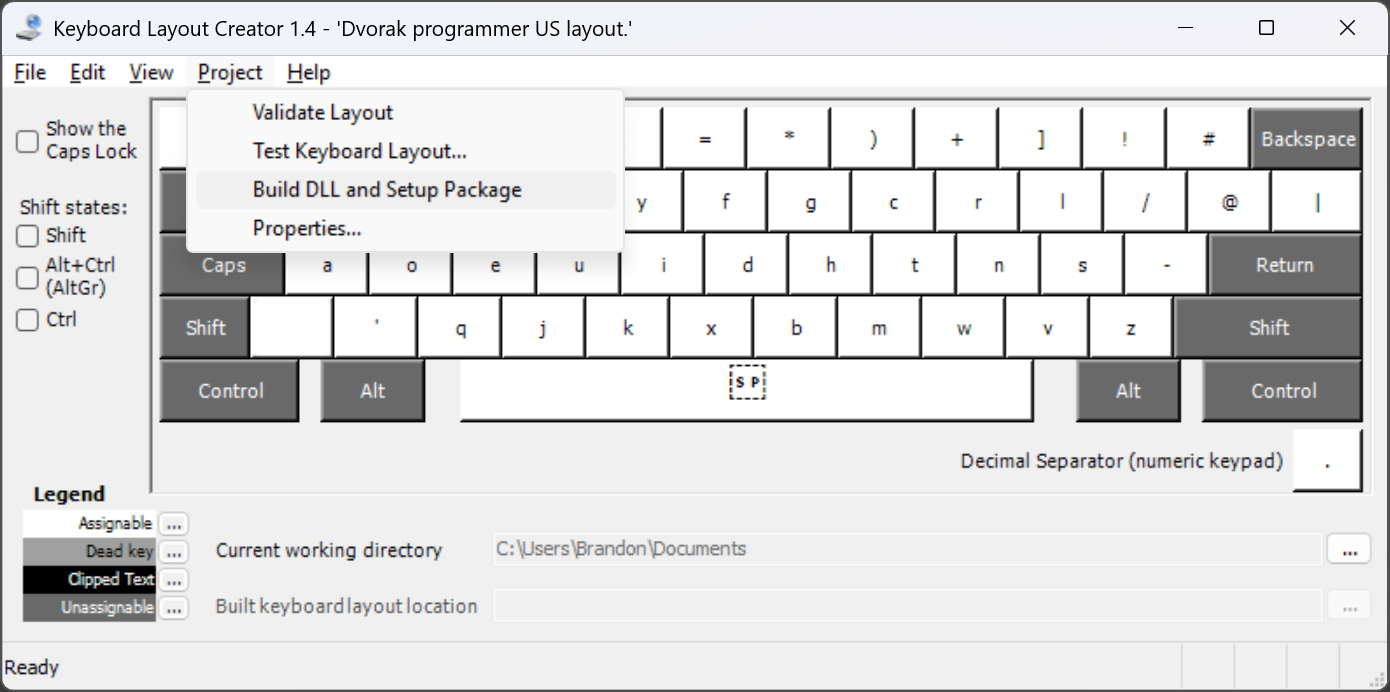 Keyboard Layout Creator 1.4 - 'Dvorak programmer US layout.'
File Edit View Project Help
Validate Layout
Test Keyboard Layout...
Build DLL and Setup Package
Properties...
Show the
Caps Lock
Shift states:
Shift
Alt+Ctrl
(AltGr)
Ctrl
= * ) + ] ! # Backspace
y f g c r l / @ |
Caps a o e u i d h t n s - Return
Shift ' q j k x b m w v z Shift
Control Alt SP Alt Control
Decimal Separator (numeric keypad) .
Legend
Assignable ...
Dead key ...
Clipped Text ...
Unassignable ...
Current working directory C:\Users\Brandon\Documents ...
Built keyboard layout location ...
Ready